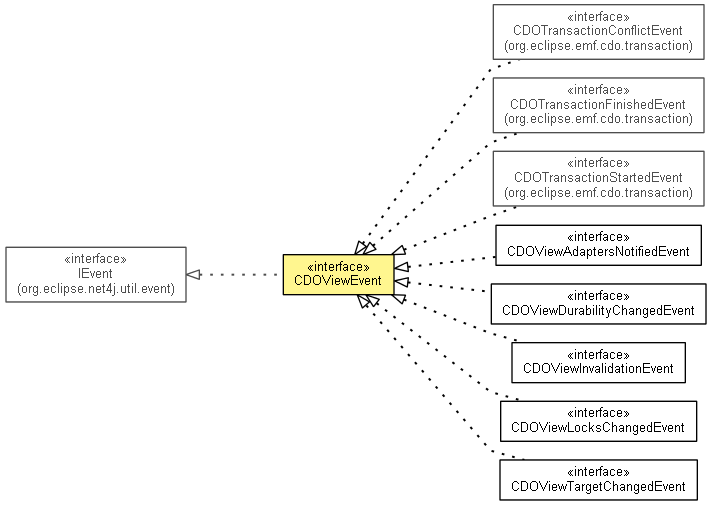 «interface»
CDOTransactionConflictEvent
(org.eclipse.emf.cdo.transaction)
«interface»
CDOTransactionFinishedEvent
(org.eclipse.emf.cdo.transaction)
«interface»
CDOTransactionStartedEvent
(org.eclipse.emf.cdo.transaction)
«interface»
CDOViewAdaptersNotifiedEvent
«interface»
IEvent
(org.eclipse.net4j.util.event)
«interface»
CDOViewEvent
«interface»
CDOViewDurabilityChangedEvent
«interface»
CDOViewInvalidationEvent
«interface»
CDOViewLocksChangedEvent
«interface»
CDOViewTargetChangedEvent